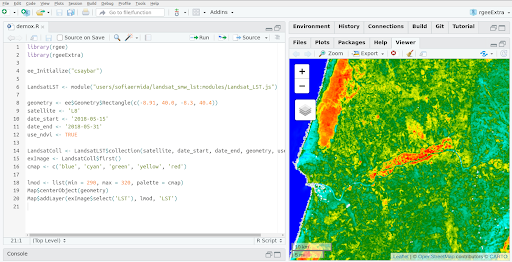 File Edit Code View Plots Session Build Debug Profile Tools Help
Go to file/function
Addins
rgeeExtra
demox.R
Source on Save
Run
Source
1 library(rgee)
2 library(rgeeExtra)
3
4 ee_Initialize("csaybar")
5
6 LandsatLST <- module("users/sofiaermida/landsat_smw_lst:modules/Landsat_LST.js")
7
8 geometry <- ee$Geometry$Rectangle(c(-8.91, 40.0, -8.3, 40.4))
9 satellite <- 'L8'
10 date_start <- '2018-05-15'
11 date_end <- '2018-05-31'
12 use_ndvi <- TRUE
13
14 LandsatColl <- LandsatLST$collection(satellite, date_start, date_end, geometry, use
15 exImage <- LandsatColl$first()
16 cmap <- c('blue', 'cyan', 'green', 'yellow', 'red')
17
18 lmod <- list(min = 290, max = 320, palette = cmap)
19 Map$centerObject(geometry)
20 Map$addLayer(exImage$select('LST'), lmod, 'LST')
21
21:1 (Top Level) R Script
Console
Environment History Connections Build Git Tutorial
Files Plots Packages Help Viewer
Zoom Export
+
−
10 km
5 mi
Leaflet | © OpenStreetMap contributors © CARTO